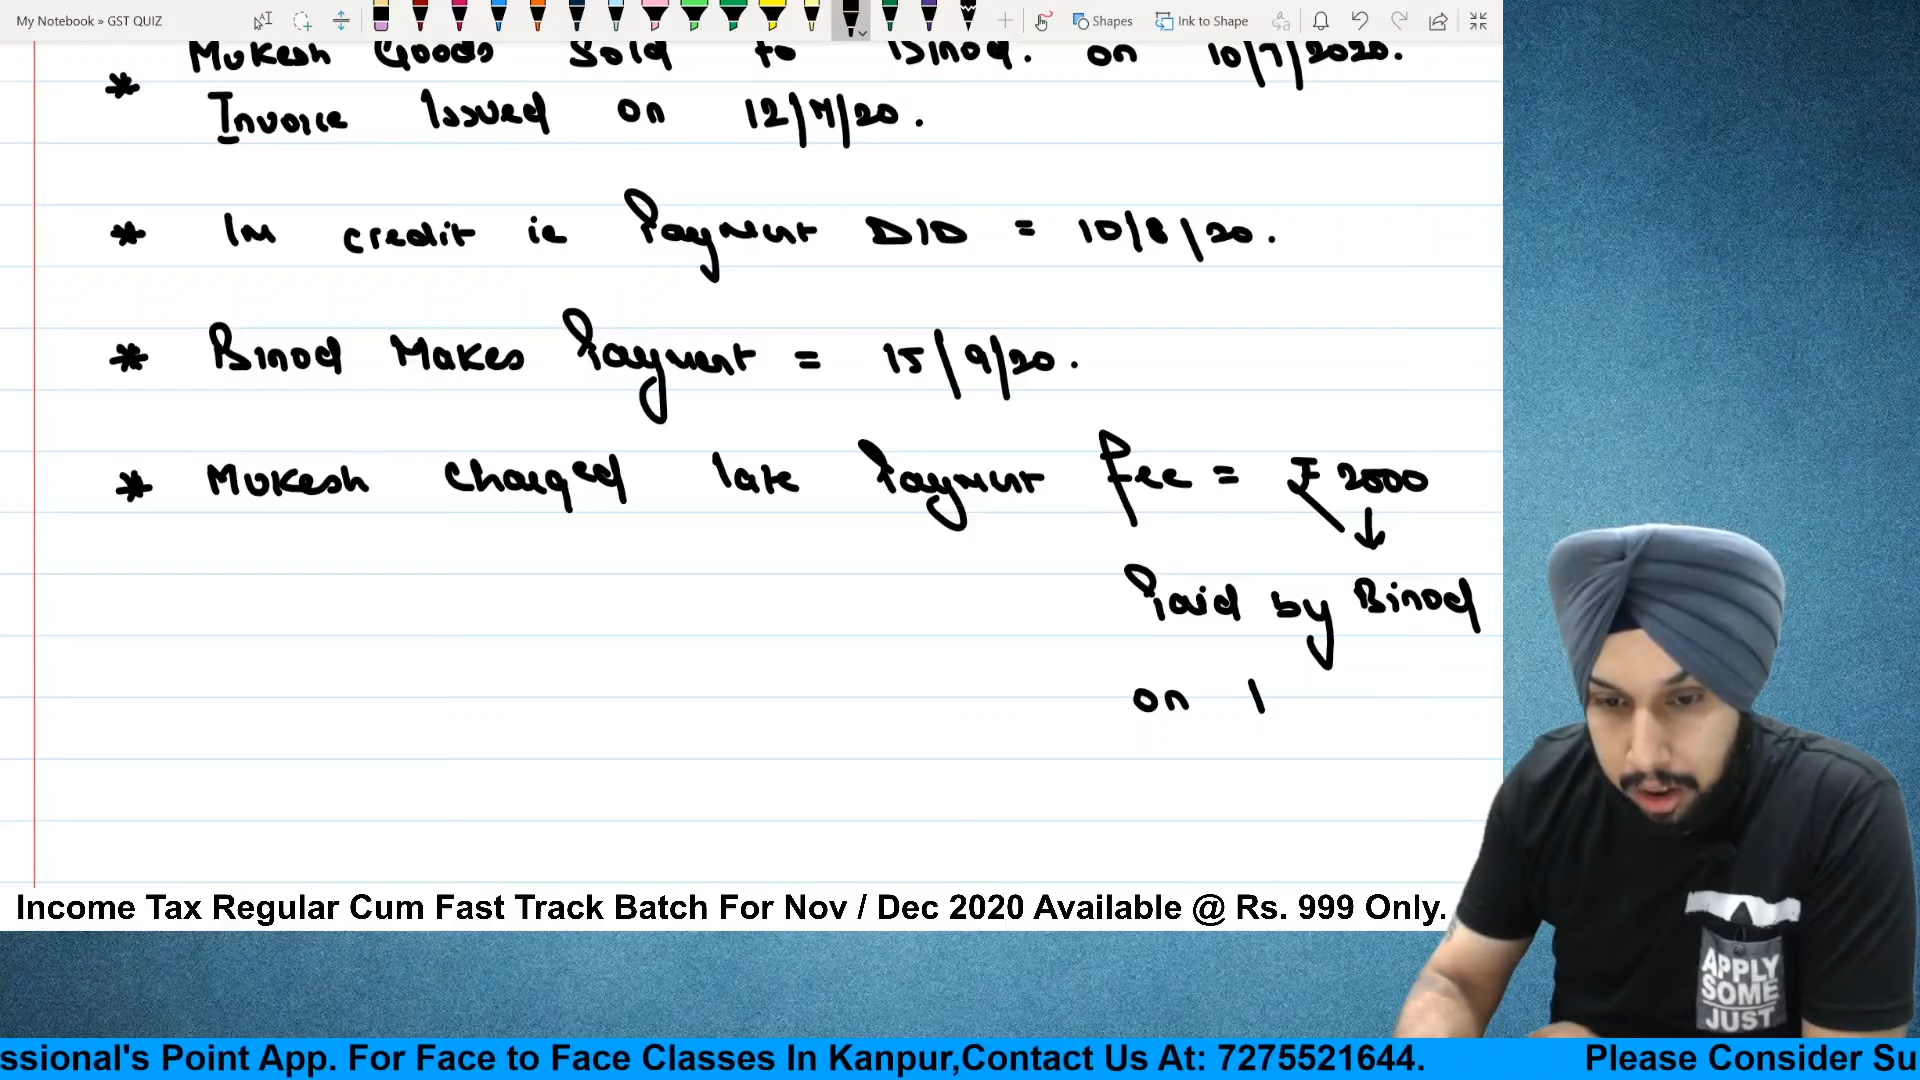 My Notebook » GST QUIZ
Shapes
Ink to Shape
* Mukesh Goods Sold to Binod. on 10/7/2020.
Invoice Issued on 12/7/20.
* In credit ie Payment D/D = 10/8/20.
* Binod Makes Payment = 15/9/20.
* Mukesh charged late Payment fee = ₹ 2000
↓
Paid by Binod
on 1
APPLY
SOME
JUST
Income Tax Regular Cum Fast Track Batch For Nov / Dec 2020 Available @ Rs. 999 Only.
ssional's Point App. For Face to Face Classes In Kanpur,Contact Us At: 7275521644. Please Consider Su